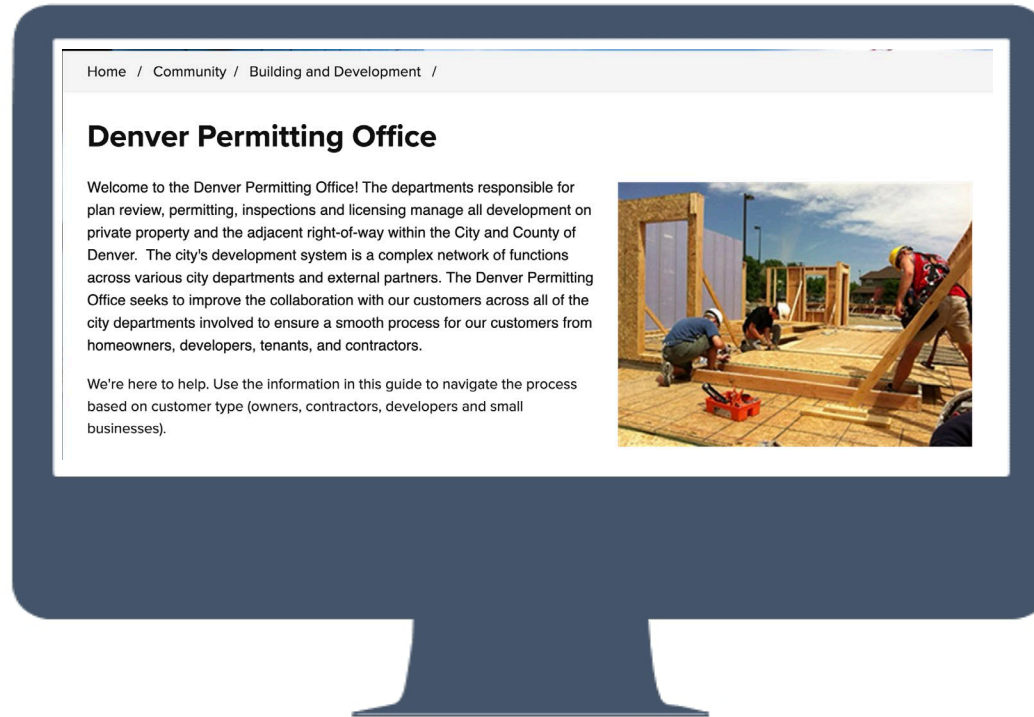 Home / Community / Building and Development /
Denver Permitting Office
Welcome to the Denver Permitting Office! The departments responsible for
plan review, permitting, inspections and licensing manage all development on
private property and the adjacent right-of-way within the City and County of
Denver. The city's development system is a complex network of functions
across various city departments and external partners. The Denver Permitting
Office seeks to improve the collaboration with our customers across all of the
city departments involved to ensure a smooth process for our customers from
homeowners, developers, tenants, and contractors.
We're here to help. Use the information in this guide to navigate the process
based on customer type (owners, contractors, developers and small
businesses).